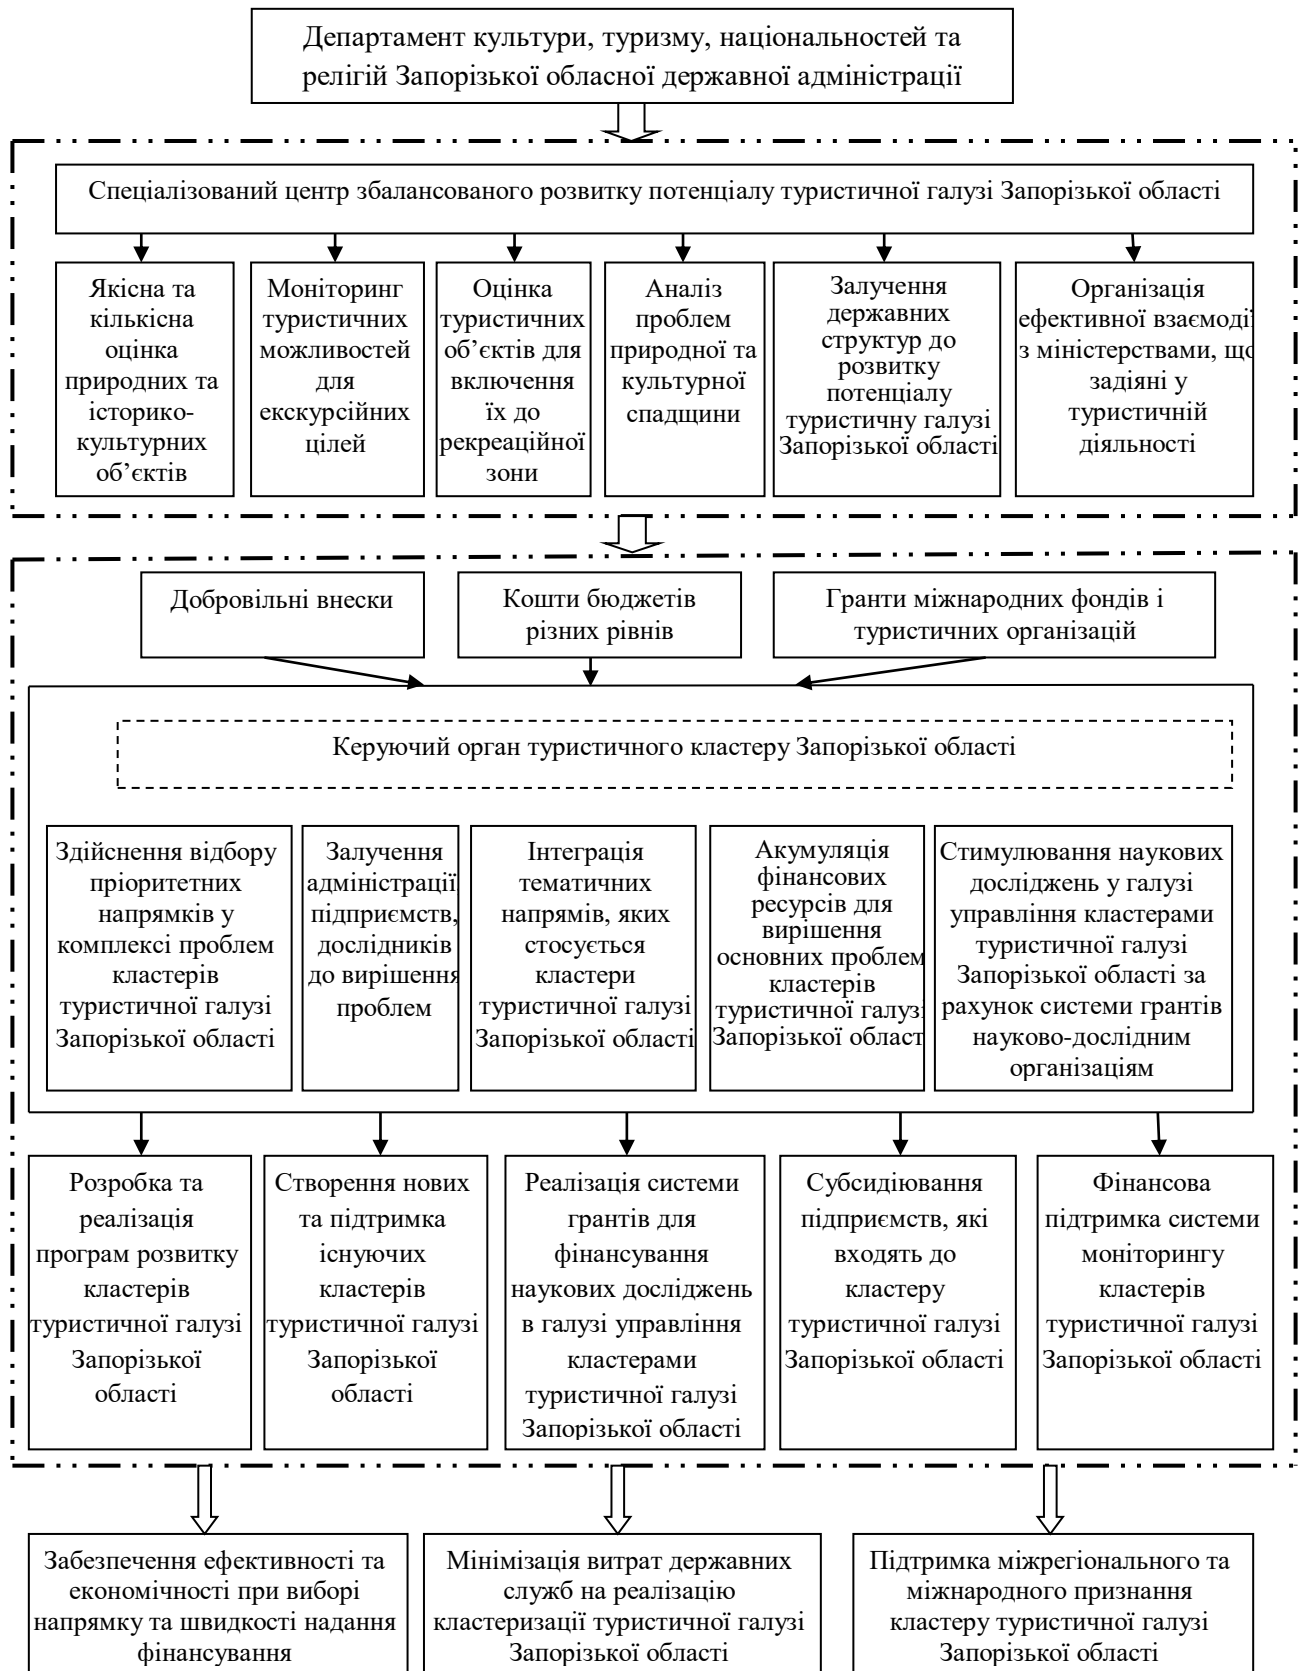 Департамент культури, туризму, національностей та
релігій Запорізької обласної державної адміністрації
Спеціалізований центр збалансованого розвитку потенціалу туристичної галузі Запорізької області
Якісна та
кількісна
оцінка
природних та
історико-
культурних
об’єктів
Моніторинг
туристичних
можливостей
для
екскурсійних
цілей
Оцінка
туристичних
об’єктів для
включення
їх до
рекреаційної
зони
Аналіз
проблем
природної та
культурної
спадщини
Залучення
державних
структур до
розвитку
потенціалу
туристичну галузі
Запорізької області
Організація
ефективної взаємодії
з міністерствами, що
задіяні у
туристичній
діяльності
Добровільні внески
Кошти бюджетів
різних рівнів
Гранти міжнародних фондів і
туристичних організацій
Керуючий орган туристичного кластеру Запорізької області
Здійснення відбору
пріоритетних
напрямків у
комплексі проблем
кластерів
туристичної галузі
Запорізької області
Залучення
адміністрації
підприємств,
дослідників
до вирішення
проблем
Інтеграція
тематичних
напрямів, яких
стосується
кластери
туристичної галузі
Запорізької області
Акумуляція
фінансових
ресурсів для
вирішення
основних проблем
кластерів
туристичної галузі
Запорізької област
Стимулювання наукових
досліджень у галузі
управління кластерами
туристичної галузі
Запорізької області за
рахунок системи грантів
науково-дослідним
організаціям
Розробка та
реалізація
програм розвитку
кластерів
туристичної галузі
Запорізької
області
Створення нових
та підтримка
існуючих
кластерів
туристичної галузі
Запорізької
області
Реалізація системи
грантів для
фінансування
наукових досліджень
в галузі управління
кластерами
туристичної галузі
Запорізької області
Субсидіювання
підприємств, які
входять до
кластеру
туристичної галузі
Запорізької області
Фінансова
підтримка системи
моніторингу
кластерів
туристичної галузі
Запорізької області
Забезпечення ефективності та
економічності при виборі
напрямку та швидкості надання
фінансування
Мінімізація витрат державних
служб на реалізацію
кластеризації туристичної галузі
Запорізької області
Підтримка міжрегіонального та
міжнародного признання
кластеру туристичної галузі
Запорізької області